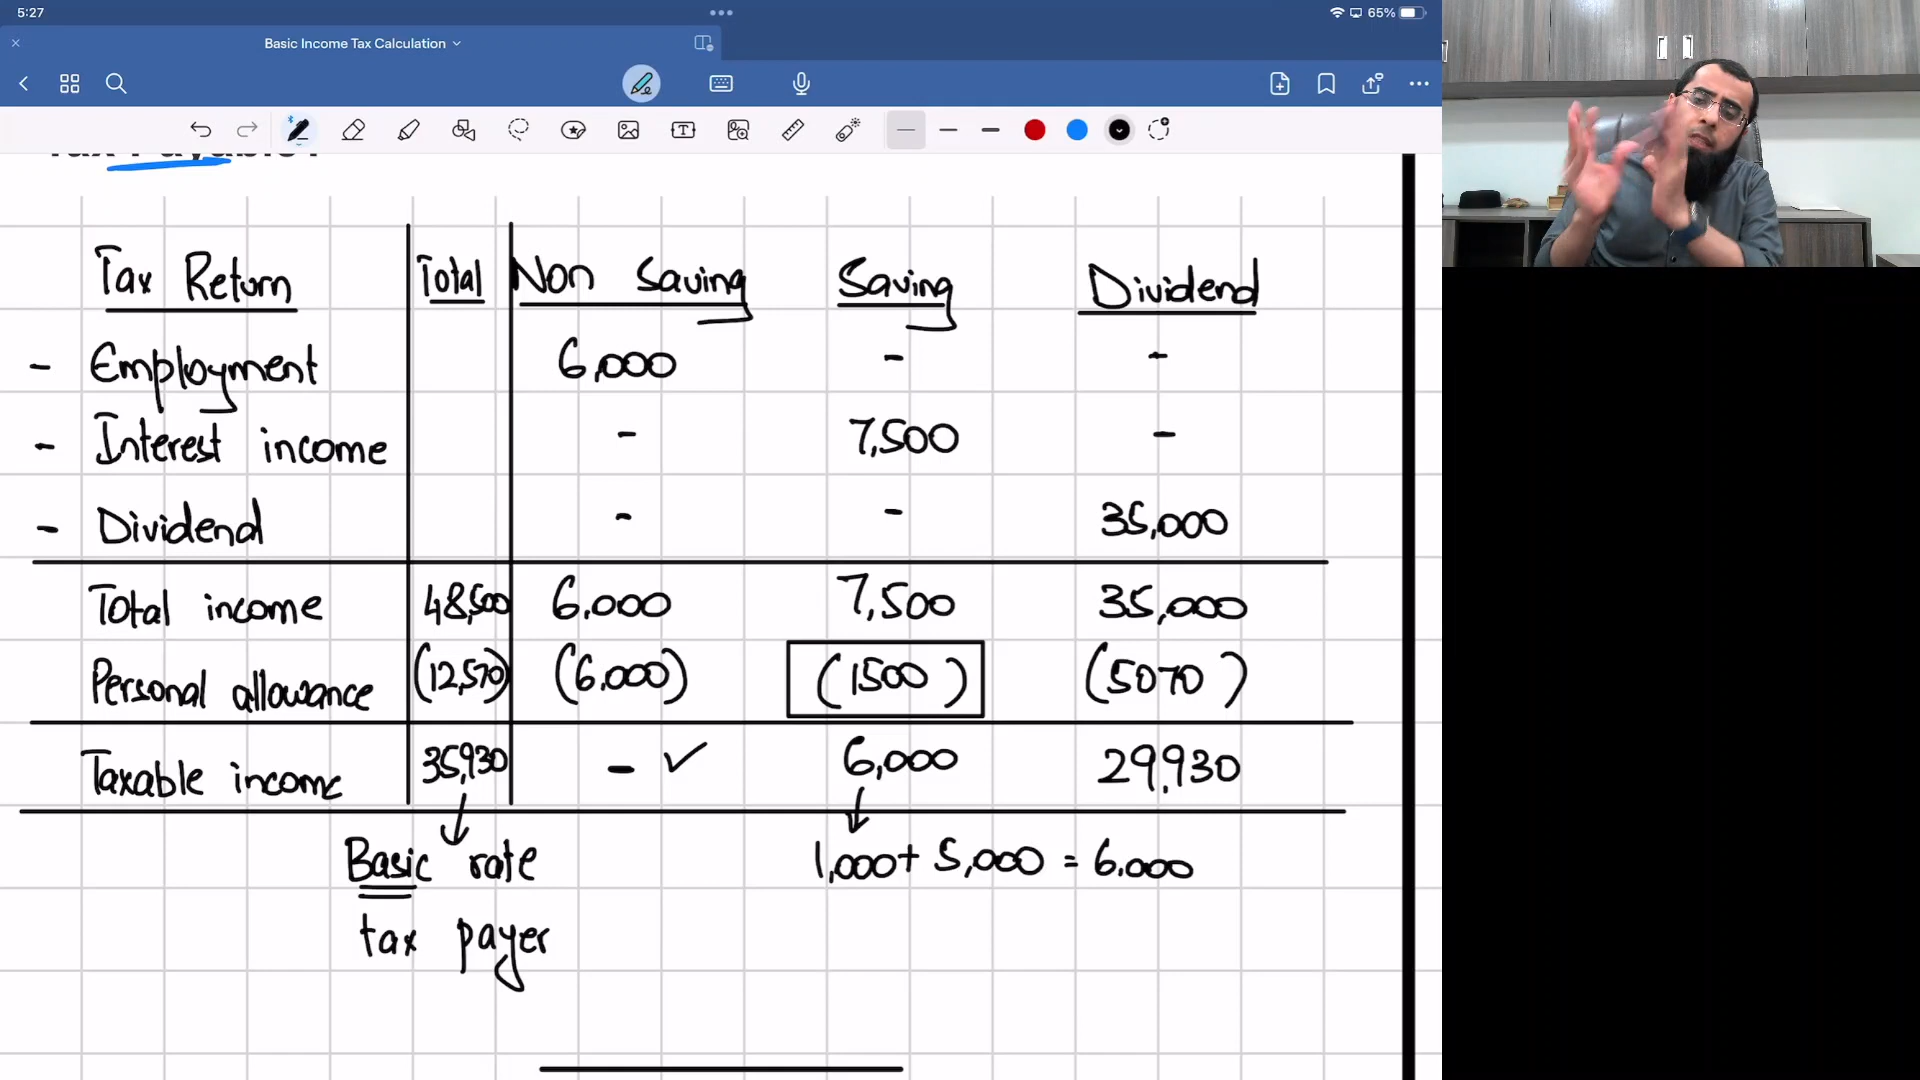 5:27
65%
Basic Income Tax Calculation
Tax Payable?
Tax Return Total Non Saving Saving Dividend
- Employment 6,000 - -
- Interest income - 7,500 -
- Dividend - - 35,000
Total income 48,500 6,000 7,500 35,000
Personal allowance (12,570) (6,000) (1500) (5070)
Taxable income 35,930 - ✓ 6,000 29,930
Basic rate 1,000 + 5,000 = 6,000
tax payer